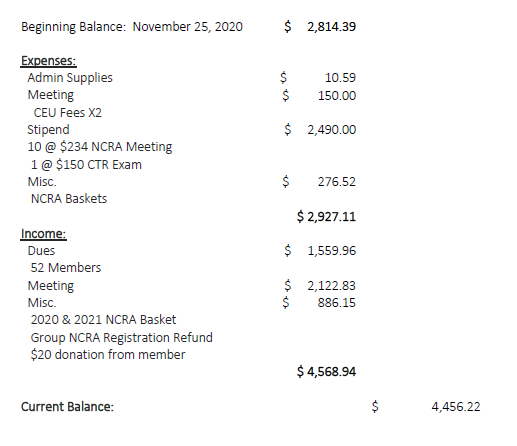 Beginning Balance: November 25, 2020 $ 2,814.39
Expenses:
Admin Supplies $ 10.59
Meeting $ 150.00
CEU Fees X2
Stipend $ 2,490.00
10 @ $234 NCRA Meeting
1 @ $150 CTR Exam
Misc. $ 276.52
NCRA Baskets
$ 2,927.11
Income:
Dues $ 1,559.96
52 Members
Meeting $ 2,122.83
Misc. $ 886.15
2020 & 2021 NCRA Basket
Group NCRA Registration Refund
$20 donation from member
$ 4,568.94
Current Balance: $ 4,456.22